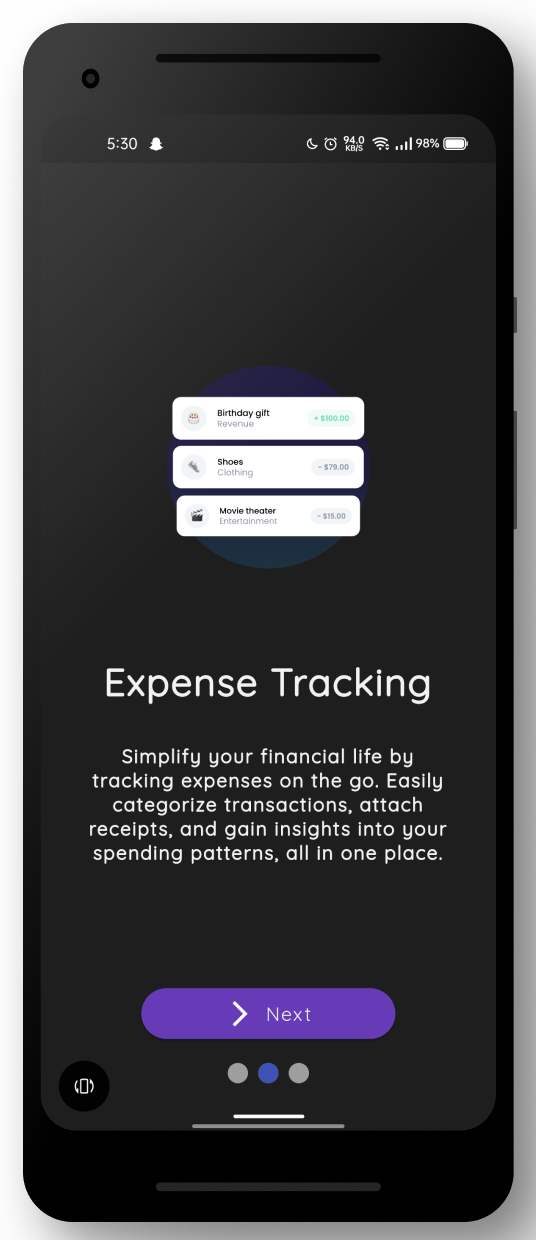 5:30 94.0 KB/S 98%
Birthday gift
Revenue
+ $100.00
Shoes
Clothing
- $79.00
Movie theater
Entertainment
- $15.00
Expense Tracking
Simplify your financial life by
tracking expenses on the go. Easily
categorize transactions, attach
receipts, and gain insights into your
spending patterns, all in one place.
Next